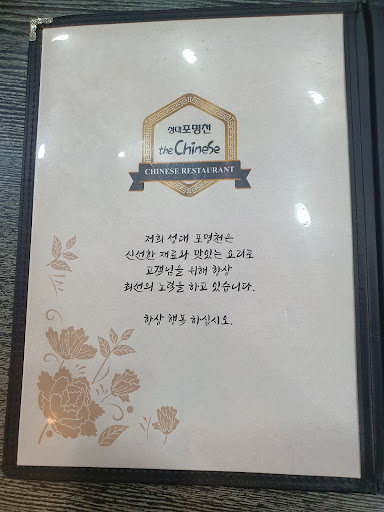 성대포명천
the Chinese
CHINESE RESTAURANT
저희 성대 포명천은
신선한 재료와 맛있는 요리로
고객님을 위해 항상
최선의 노력을 하고 있습니다.
항상 행복 하십시오.